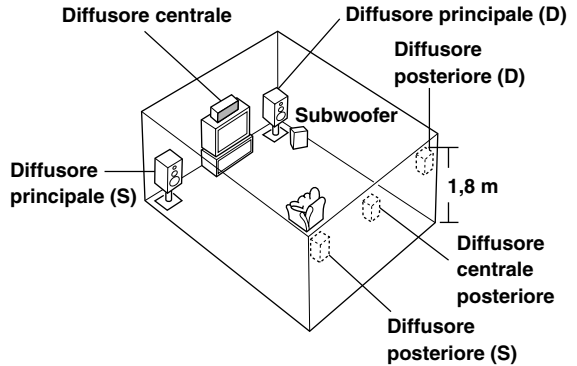 Diffusore centrale
Diffusore principale (D)
Diffusore
posteriore (D)
Subwoofer
Diffusore
principale (S)
1,8 m
Diffusore
centrale
posteriore
Diffusore
posteriore (S)